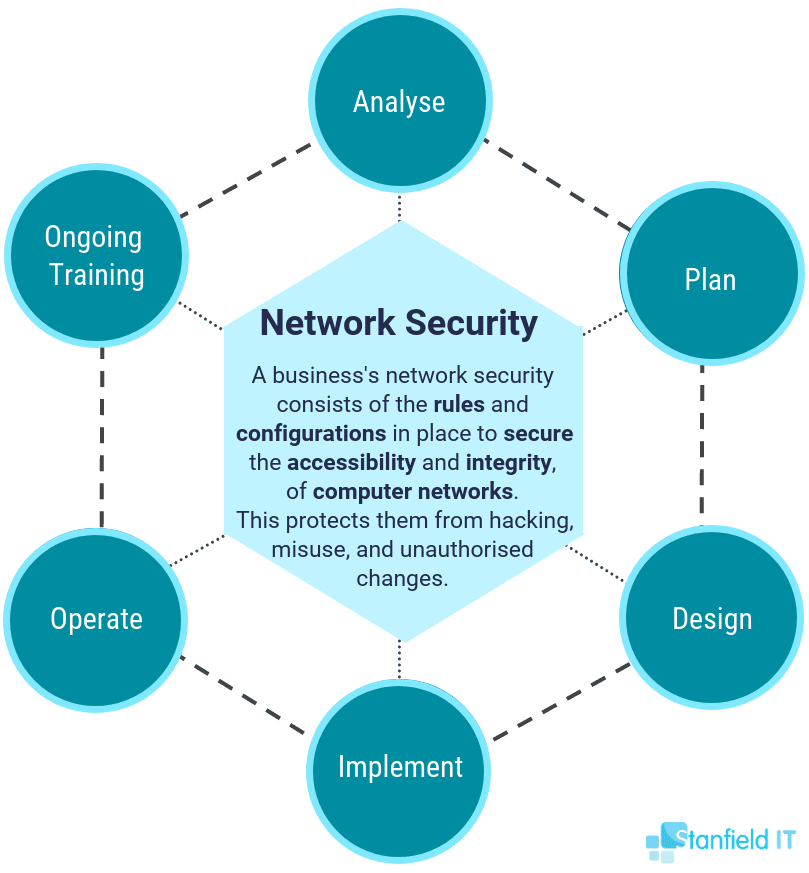 Analyse
Ongoing
Training
Plan
Network Security
A business's network security
consists of the rules and
configurations in place to secure
the accessibility and integrity,
of computer networks.
This protects them from hacking,
misuse, and unauthorised
changes.
Operate
Design
Implement
Stanfield IT